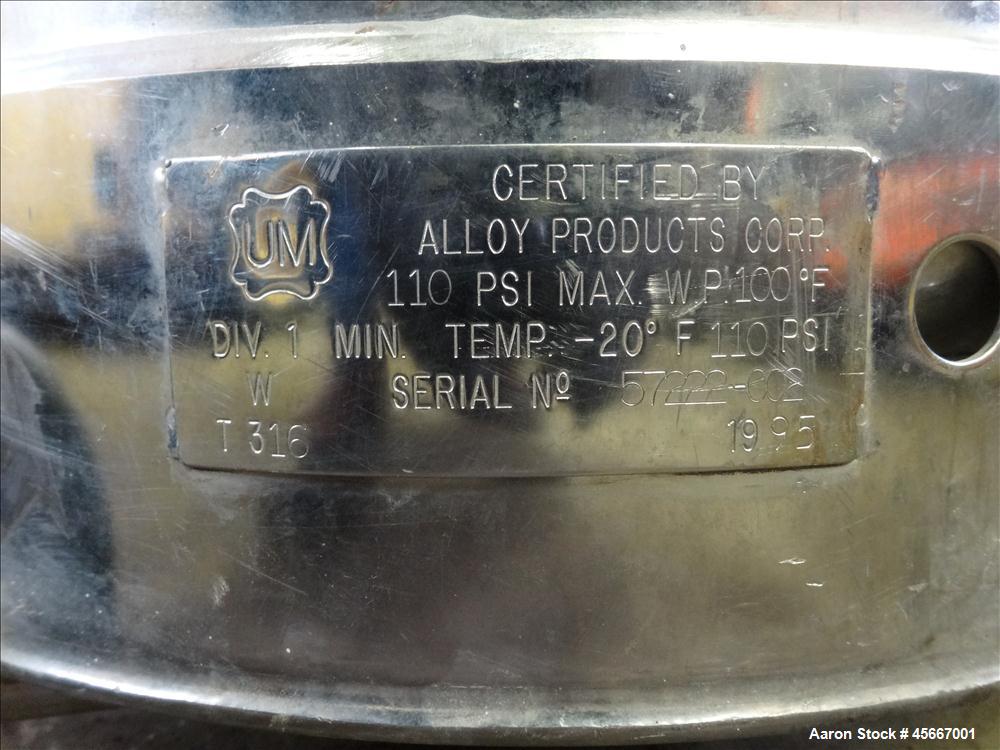 UM
CERTIFIED BY
ALLOY PRODUCTS CORP.
110 PSI MAX. W.P. 100 °F
DIV. 1 MIN. TEMP. -20° F 110 PSI
W SERIAL Nº
T 316 1995
Aaron Stock # 45667001